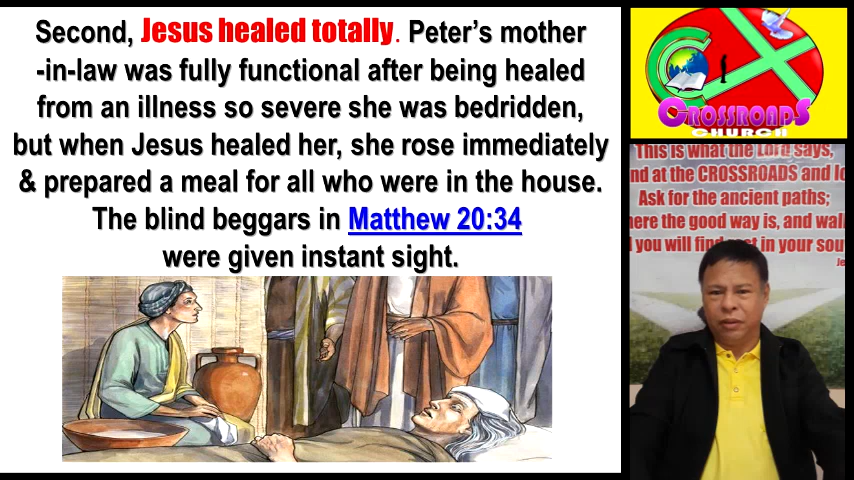 Second, Jesus healed totally. Peter's mother
-in-law was fully functional after being healed
from an illness so severe she was bedridden,
but when Jesus healed her, she rose immediately
& prepared a meal for all who were in the house.
The blind beggars in Matthew 20:34
were given instant sight.
CROSSROADS
CHURCH
This is what the Lord says,
at the CROSSROADS and
Ask for the ancient paths;
the good way is, and
you will find in your